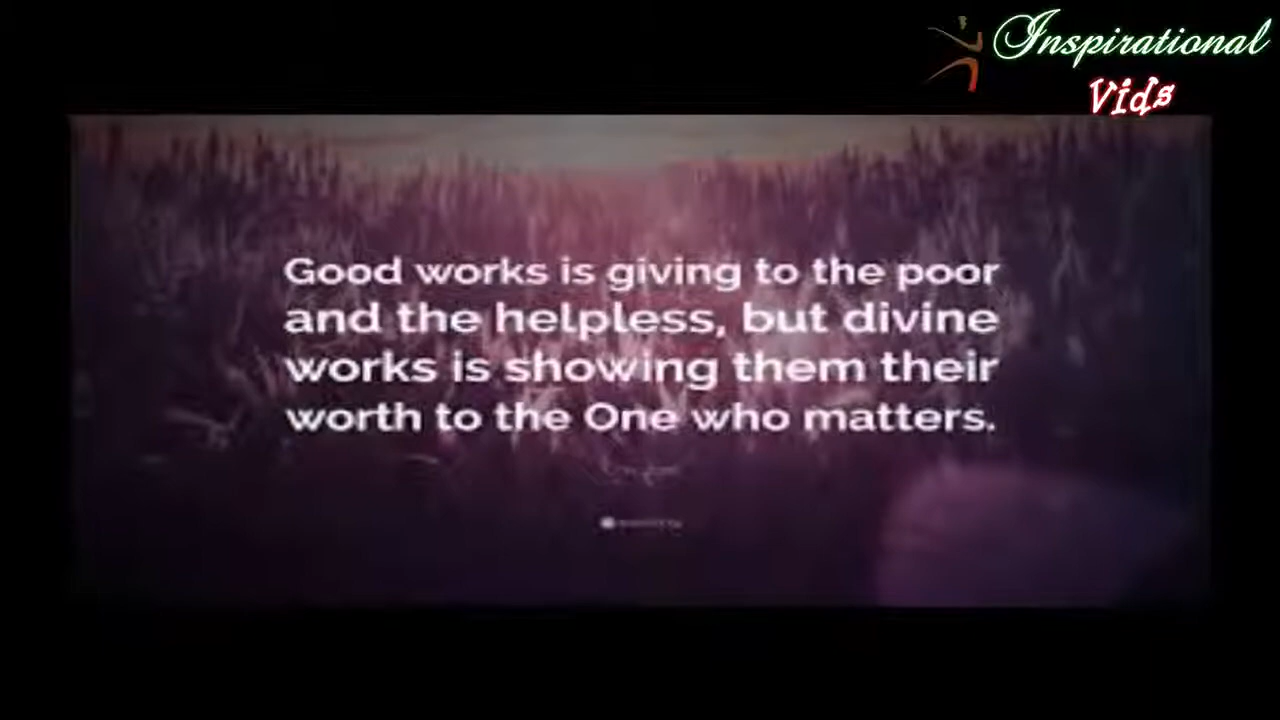 Inspirational
Vids
Good works is giving to the poor
and the helpless, but divine
works is showing them their
worth to the One who matters.